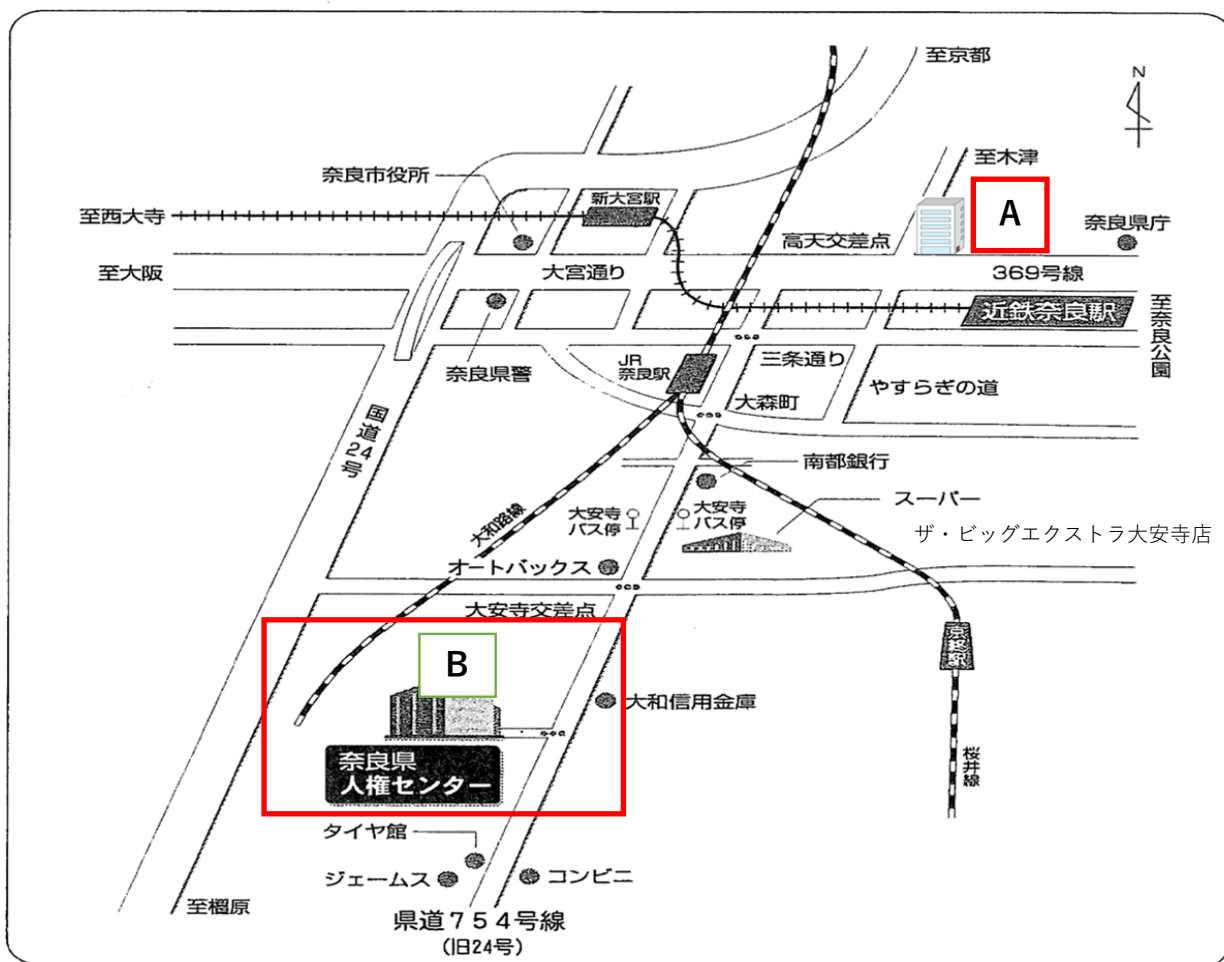 至京都
N
至木津
奈良市役所
新大宮駅
A
至西大寺
高天交差点
奈良県庁
至大阪
大宮通り
369号線
近鉄奈良駅
至奈良公園
奈良県警
JR
奈良駅
三条通り
大森町
やすらぎの道
国道24号
南都銀行
大安寺
バス停
大安寺
バス停
スーパー
ザ・ビッグエクストラ大安寺店
大和路線
オートバックス
大安寺交差点
京終駅
B
大和信用金庫
奈良県
人権センター
桜井線
タイヤ館
ジェームス
コンビニ
至橿原
県道754号線
(旧24号)